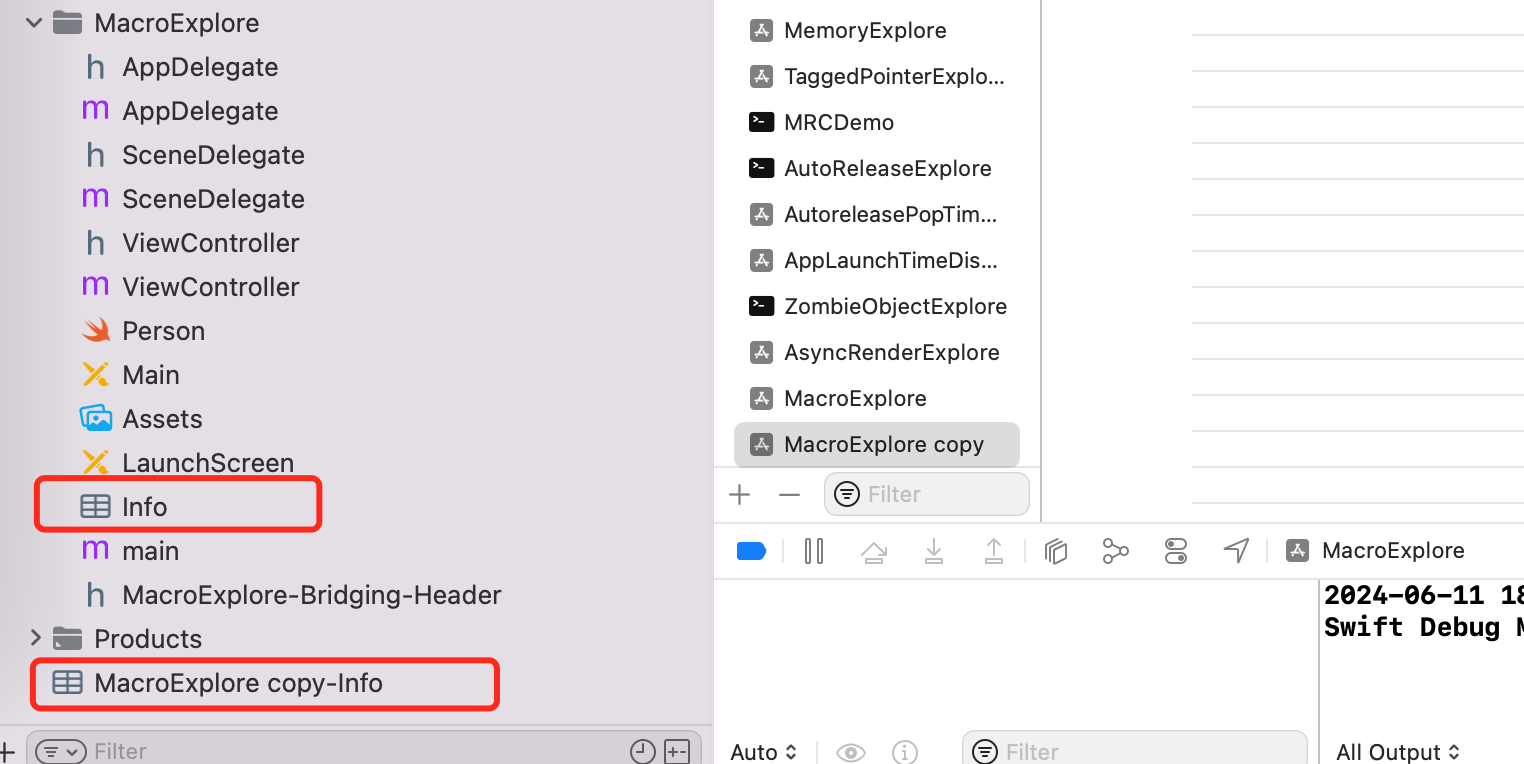 MacroExplore
h AppDelegate
m AppDelegate
h SceneDelegate
m SceneDelegate
h ViewController
m ViewController
Person
Main
Assets
LaunchScreen
Info
m main
h MacroExplore-Bridging-Header
Products
MacroExplore copy-Info
Filter
MemoryExplore
TaggedPointerExplo...
MRCDemo
AutoReleaseExplore
AutoreleasePopTim...
AppLaunchTimeDis...
ZombieObjectExplore
AsyncRenderExplore
MacroExplore
MacroExplore copy
Filter
MacroExplore
2024-06-11 18
Swift Debug M
Auto
Filter
All Output